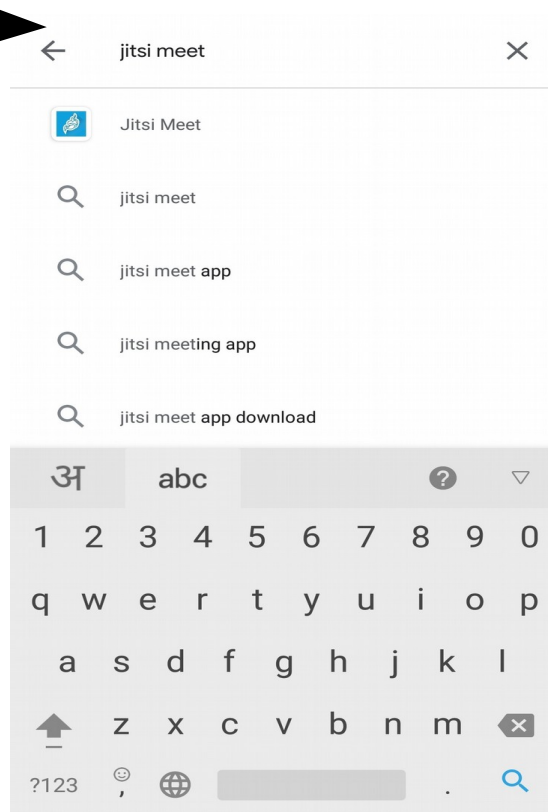 jitsi meet
Jitsi Meet
jitsi meet
jitsi meet app
jitsi meeting app
jitsi meet app download
अ abc ?
1 2 3 4 5 6 7 8 9 0
q w e r t y u i o p
a s d f g h j k l
z x c v b n m
?123 , .